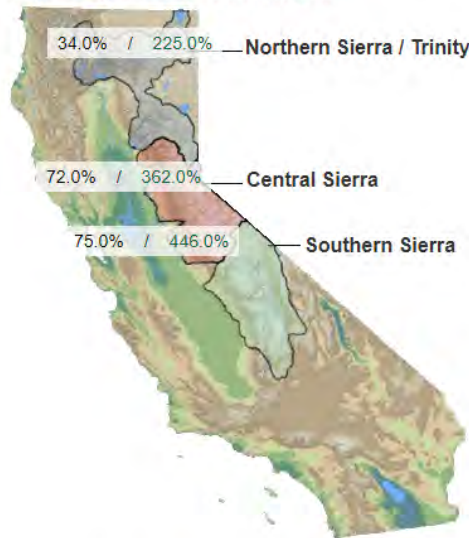 34.0% / 225.0% Northern Sierra / Trinity
72.0% / 362.0% Central Sierra
75.0% / 446.0% Southern Sierra